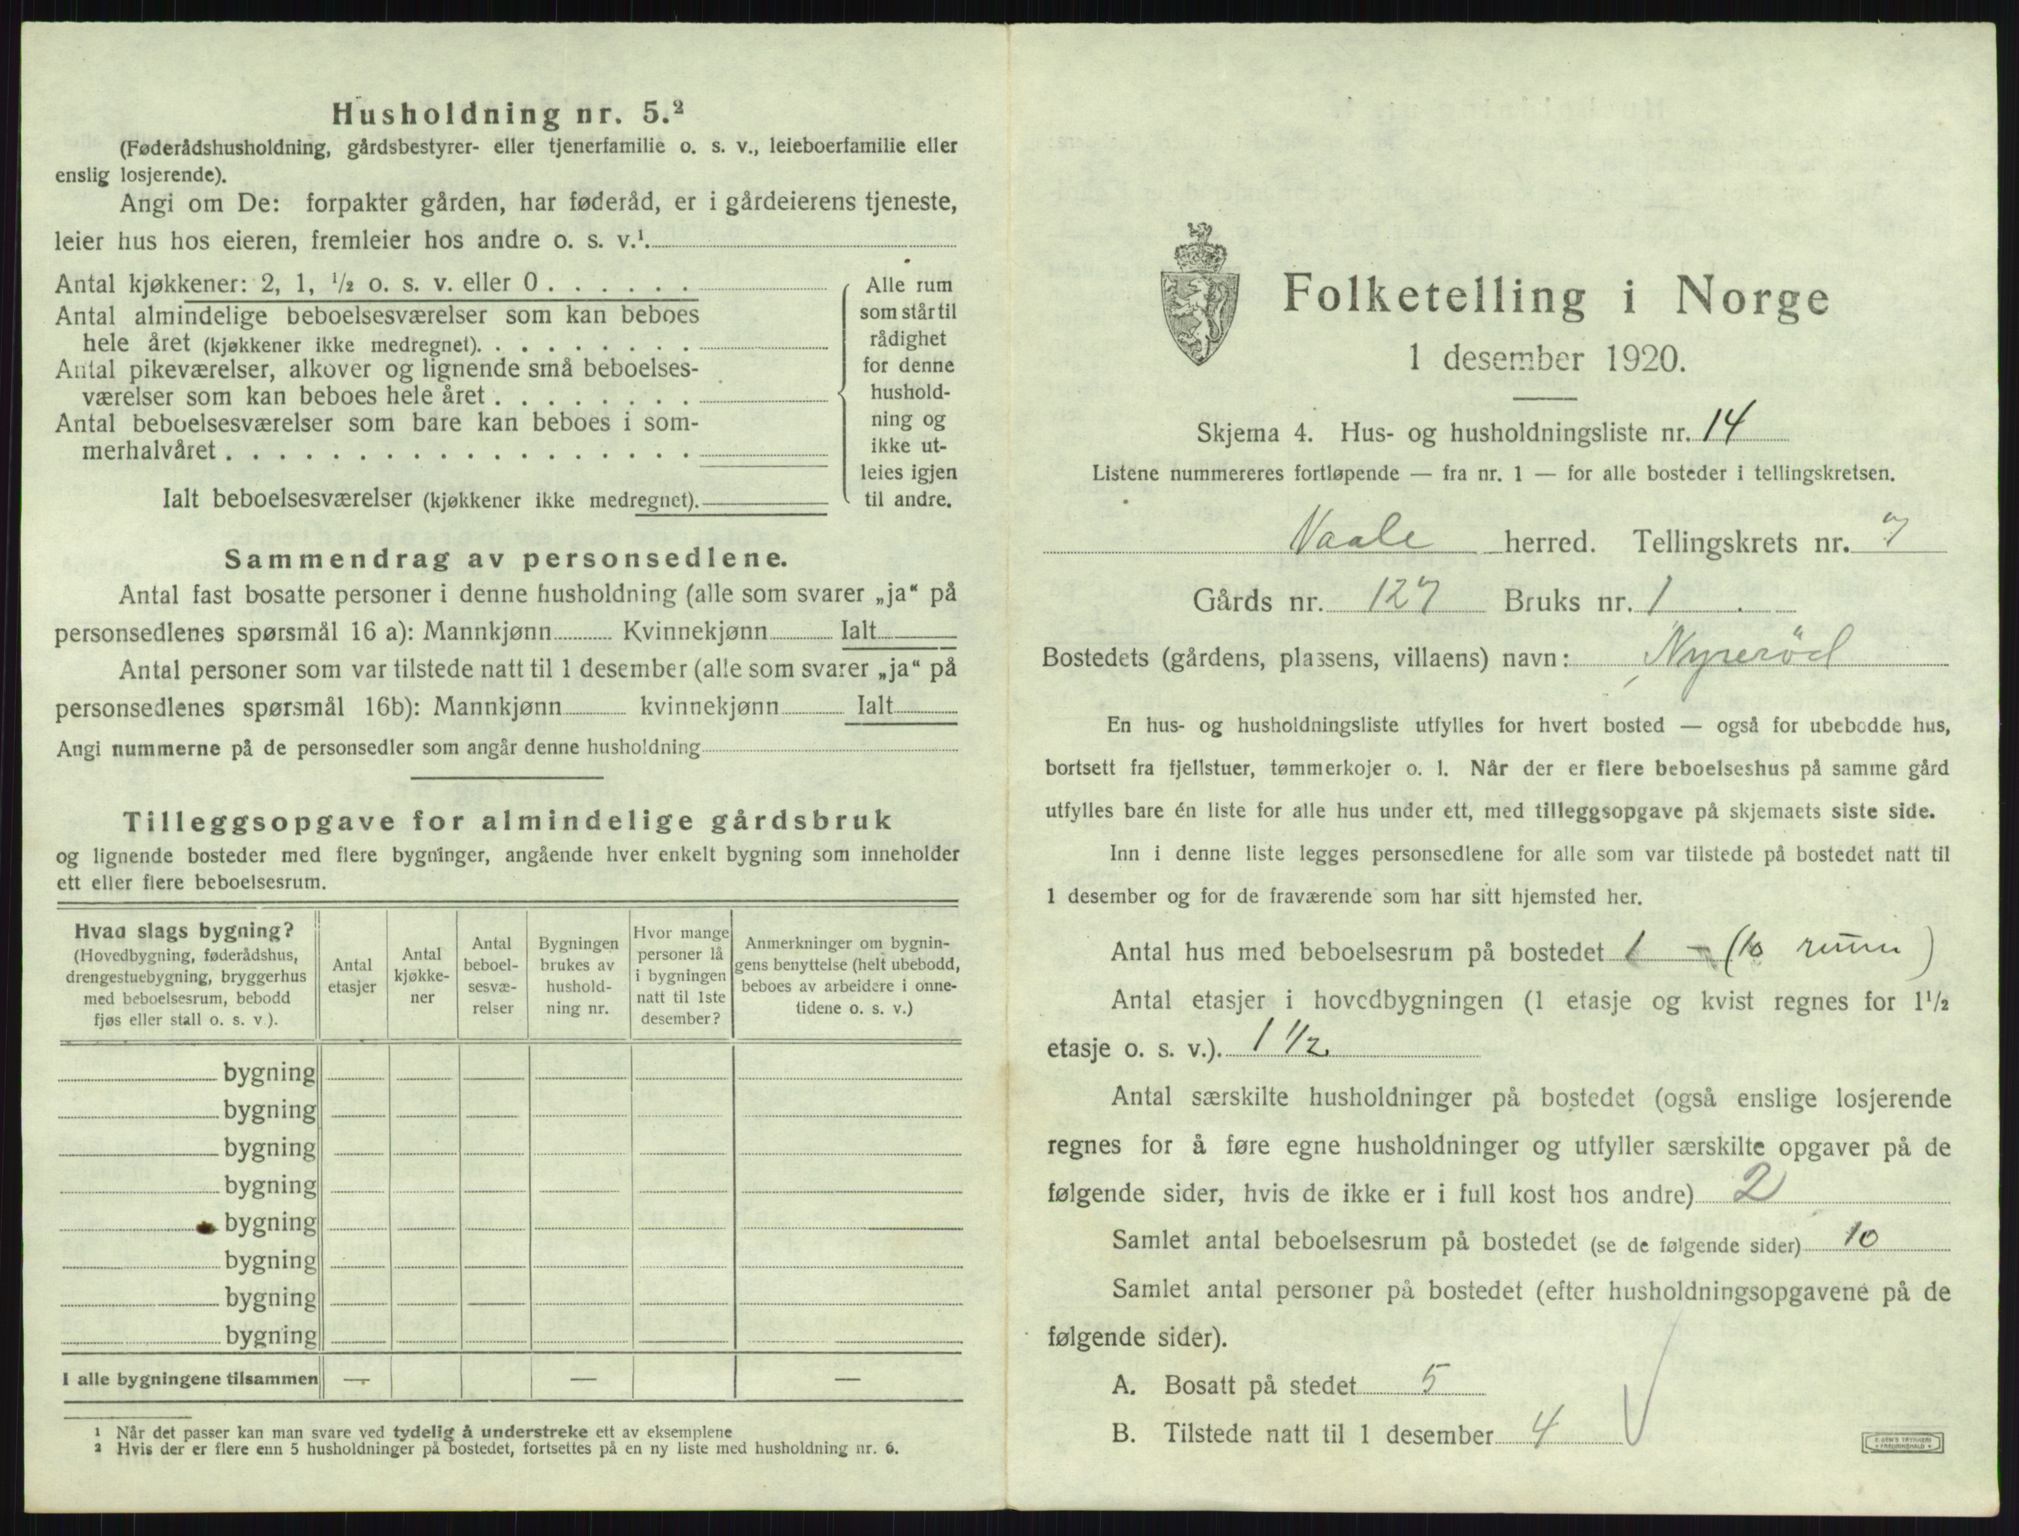 Husholdning nr. 5.²
(Føderådshusholdning, gårdsbestyrer- eller tjenerfamilie o. s. v., leieboerfamilie eller
enslig losjerende).
Angi om De: forpakter gården, har føderåd, er i gårdeierens tjeneste,
leier hus hos eieren, fremleier hos andre o. s. v.¹.
Antal kjøkkener: 2, 1, ½ o. s. v. eller 0 . . . . . .
Antal almindelige beboelsesværelser som kan beboes
hele året (kjøkkener ikke medregnet). . . . . . . . .
Antal pikeværelser, alkover og lignende små beboelses-
værelser som kan beboes hele året . . . . . . . .
Antal beboelsesværelser som bare kan beboes i som-
merhalvåret . . . . . . . . . . . . . . . . . .
Ialt beboelsesværelser (kjøkkener ikke medregnet).
Alle rum
som står til
rådighet
for denne
hushold-
ning og
ikke ut-
leies igjen
til andre.
Sammendrag av personsedlene.
Antal fast bosatte personer i denne husholdning (alle som svarer „ja“ på
personsedlenes spørsmål 16 a): Mannkjønn Kvinnekjønn Ialt
Antal personer som var tilstede natt til 1 desember (alle som svarer „ja“ på
personsedlenes spørsmål 16b): Mannkjønn kvinnekjønn Ialt
Angi nummerne på de personsedler som angår denne husholdning
Tilleggsopgave for almindelige gårdsbruk
og lignende bosteder med flere bygninger, angående hver enkelt bygning som inneholder
ett eller flere beboelsesrum.
Hvad slags bygning?
(Hovedbygning, føderådshus,
drengestuebygning, bryggerhus
med beboelsesrum, bebodd
fjøs eller stall o. s. v.).
Antal
etasjer
Antal
kjøkke-
ner
Antal
beboel-
sesvæ-
relser
Bygningen
brukes av
hushold-
ning nr.
Hvor mange
personer lå
i bygningen
natt til 1ste
desember?
Anmerkninger om bygnin-
gens benyttelse (helt ubebodd,
beboes av arbeidere i onne-
tidene o. s. v.)
bygning
bygning
bygning
bygning
bygning
bygning
bygning
bygning
I alle bygningene tilsammen — — —
¹ Når det passer kan man svare ved tydelig å understreke ett av eksemplene
² Hvis der er flere enn 5 husholdninger på bostedet, fortsettes på en ny liste med husholdning nr. 6.
Folketelling i Norge
1 desember 1920.
Skjema 4. Hus- og husholdningsliste nr. 14
Listene nummereres fortløpende — fra nr. 1 — for alle bosteder i tellingskretsen.
Vaale herred. Tellingskrets nr. 7
Gårds nr. 127 Bruks nr. 1
Bostedets (gårdens, plassens, villaens) navn: Nyreröd
En hus- og husholdningsliste utfylles for hvert bosted — også for ubebodde hus,
bortsett fra fjellstuer, tømmerkojer o. l. Når der er flere beboelseshus på samme gård
utfylles bare én liste for alle hus under ett, med tilleggsopgave på skjemaets siste side.
Inn i denne liste legges personsedlene for alle som var tilstede på bostedet natt til
1 desember og for de fraværende som har sitt hjemsted her.
Antal hus med beboelsesrum på bostedet 1 – (10 rum)
Antal etasjer i hovedbygningen (1 etasje og kvist regnes for 1½
etasje o. s. v.). 1 ½
Antal særskilte husholdninger på bostedet (også enslige losjerende
regnes for å føre egne husholdninger og utfyller særskilte opgaver på de
følgende sider, hvis de ikke er i full kost hos andre) 2
Samlet antal beboelsesrum på bostedet (se de følgende sider) 10
Samlet antal personer på bostedet (efter husholdningsopgavene på de
følgende sider).
A. Bosatt på stedet 5
B. Tilstede natt til 1 desember 4